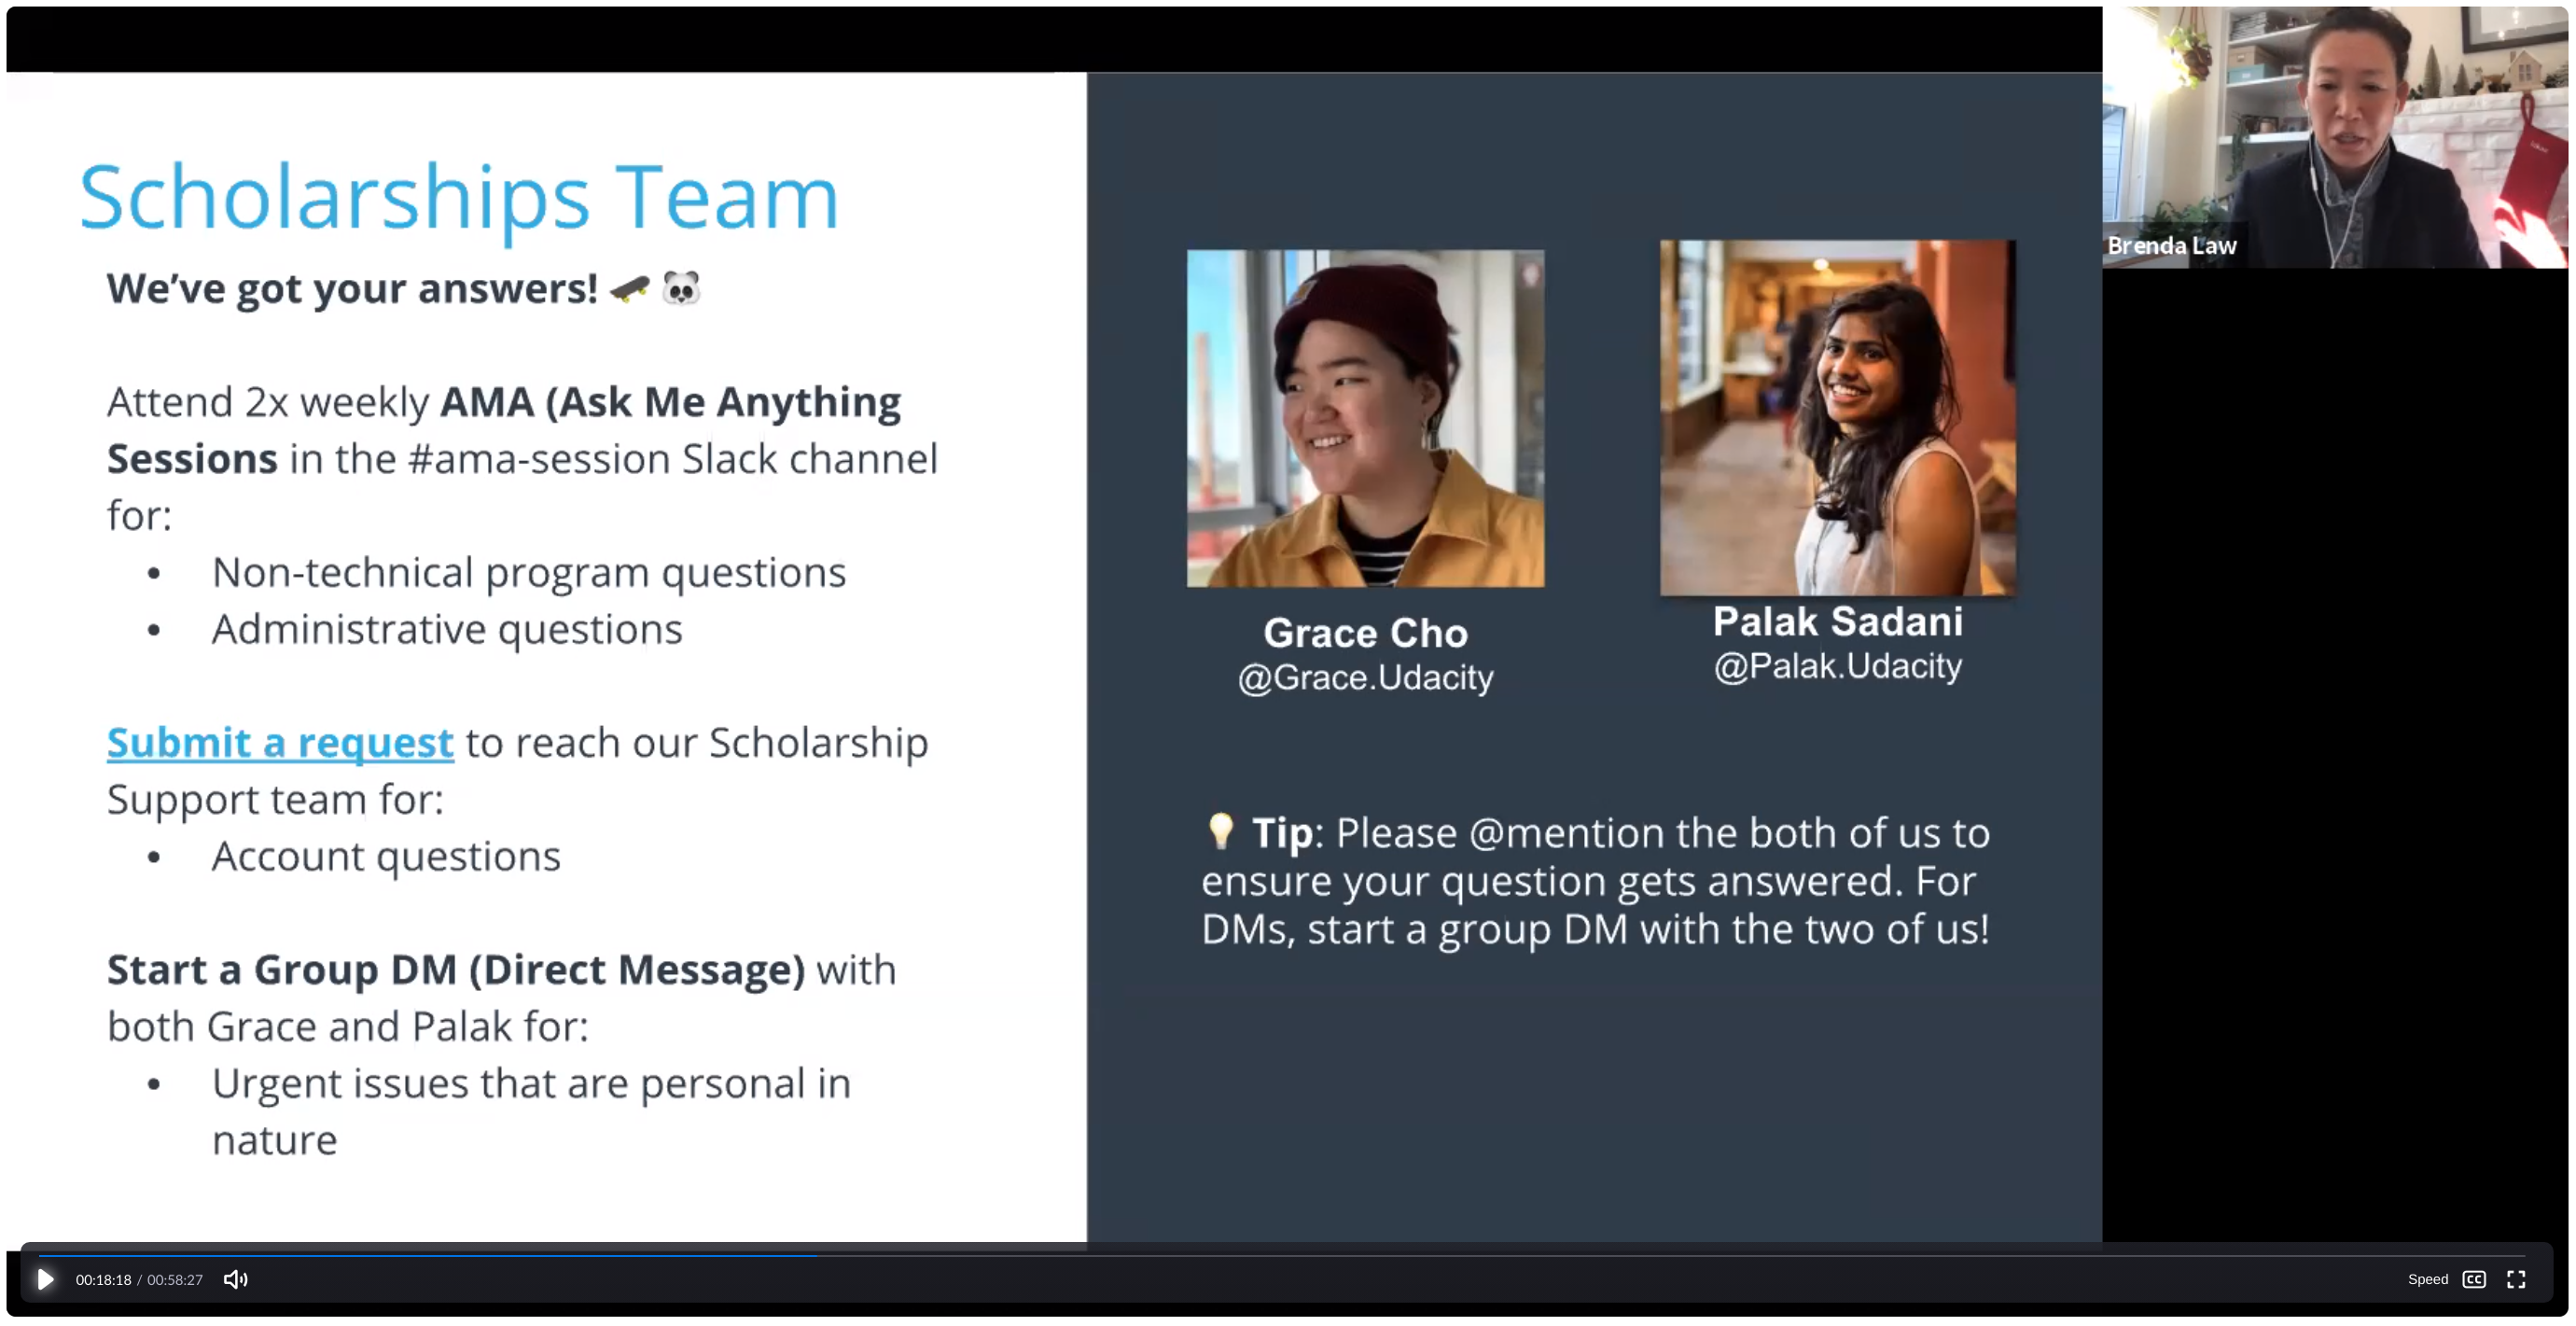 Scholarships Team
We've got your answers! 🛹 🐼
Attend 2x weekly AMA (Ask Me Anything
Sessions in the #ama-session Slack channel
for:
• Non-technical program questions
• Administrative questions
Submit a request to reach our Scholarship
Support team for:
• Account questions
Start a Group DM (Direct Message) with
both Grace and Palak for:
• Urgent issues that are personal in
nature
Grace Cho
@Grace.Udacity
Palak Sadani
@Palak.Udacity
💡 Tip: Please @mention the both of us to
ensure your question gets answered. For
DMs, start a group DM with the two of us!
Brenda Law
00:18:18 / 00:58:27
Speed
CC